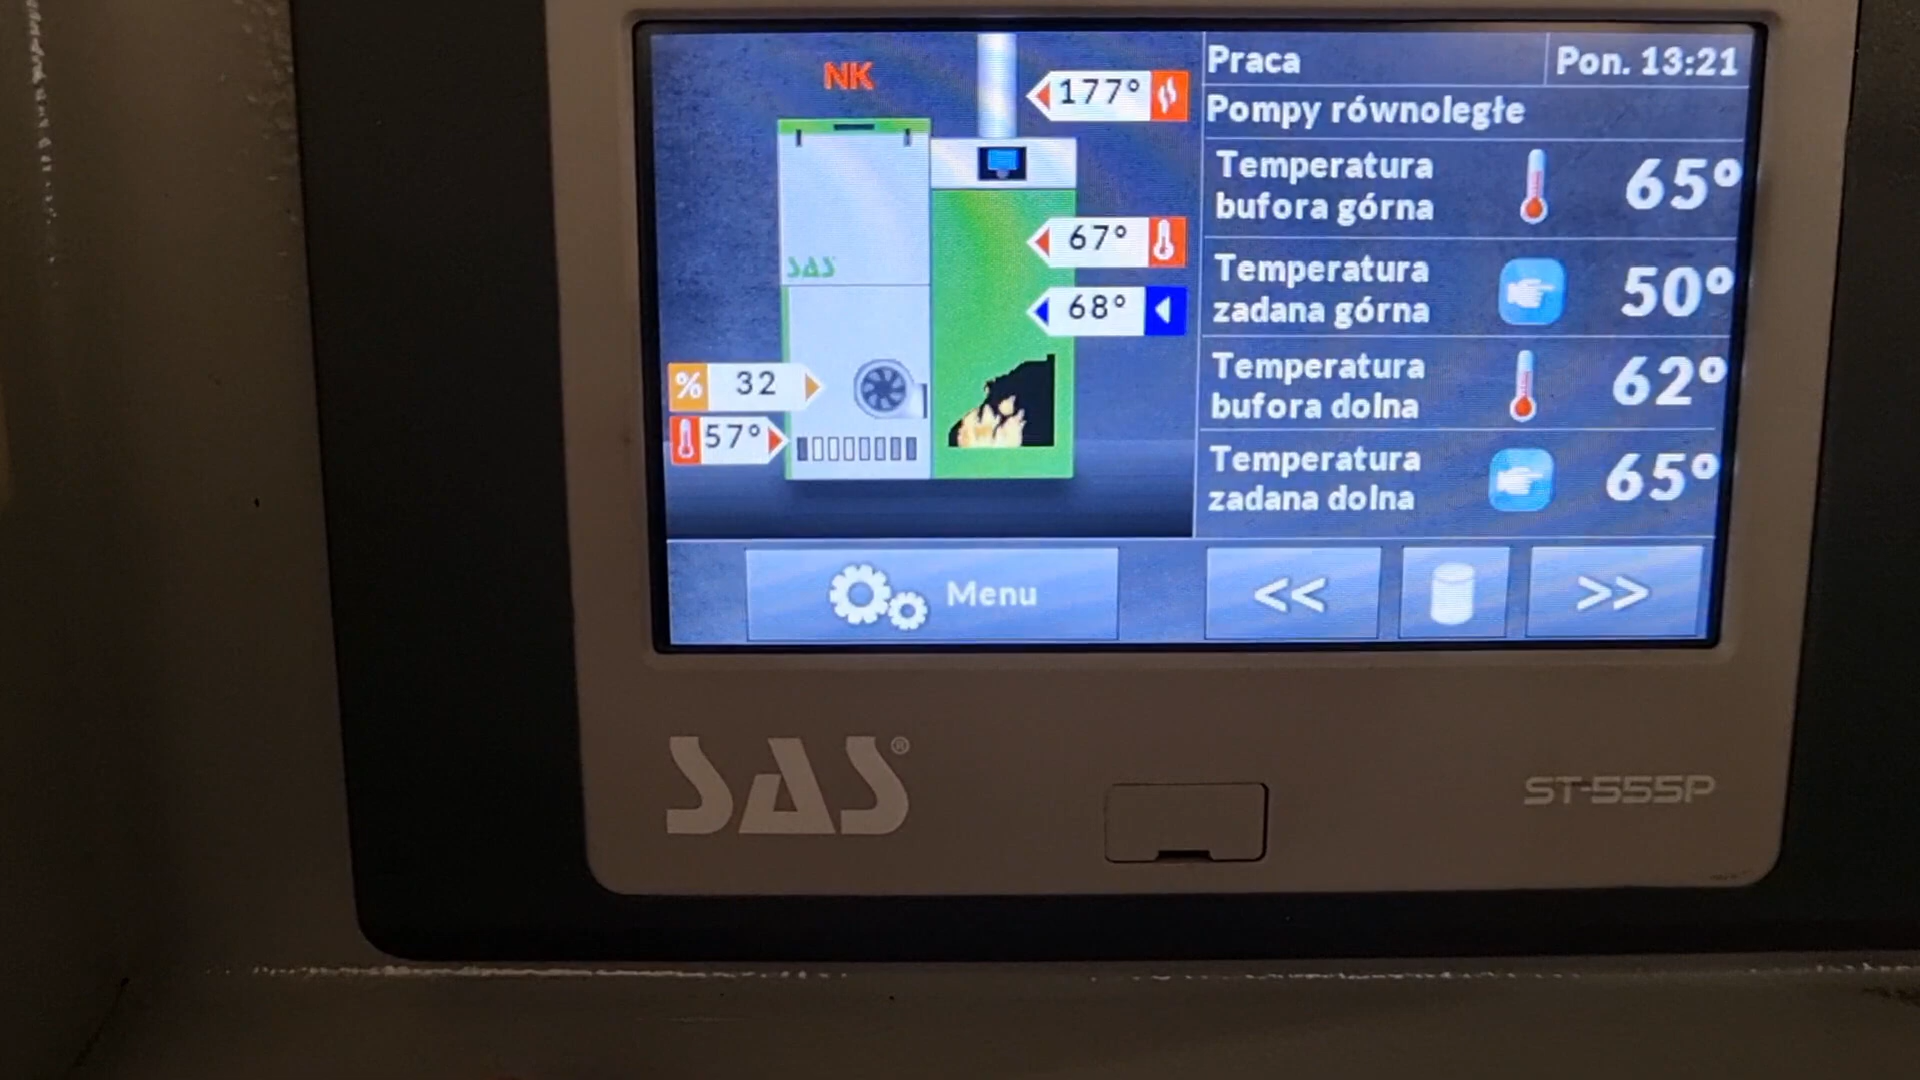 NK
177°
SAS
67°
68°
% 32
57°
Praca
Pon. 13:21
Pompy równoległe
Temperatura
bufora górna
65°
Temperatura
zadana górna
50°
Temperatura
bufora dolna
62°
Temperatura
zadana dolna
65°
Menu
<<
>>
SAS®
ST-555P